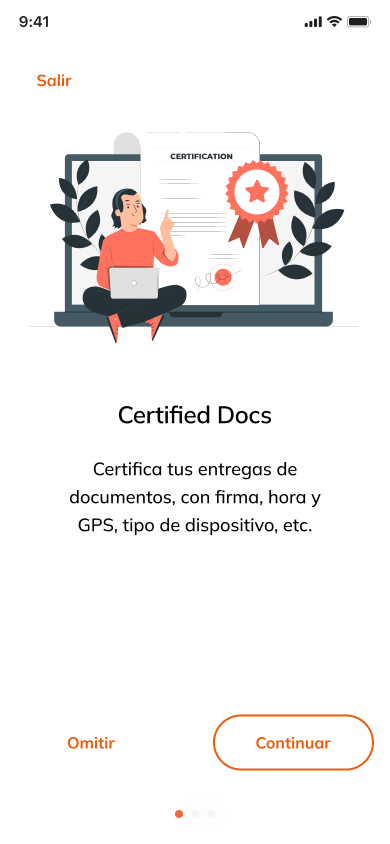 9:41
Salir
CERTIFICATION
Certified Docs
Certifica tus entregas de
documentos, con firma, hora y
GPS, tipo de dispositivo, etc.
Omitir
Continuar